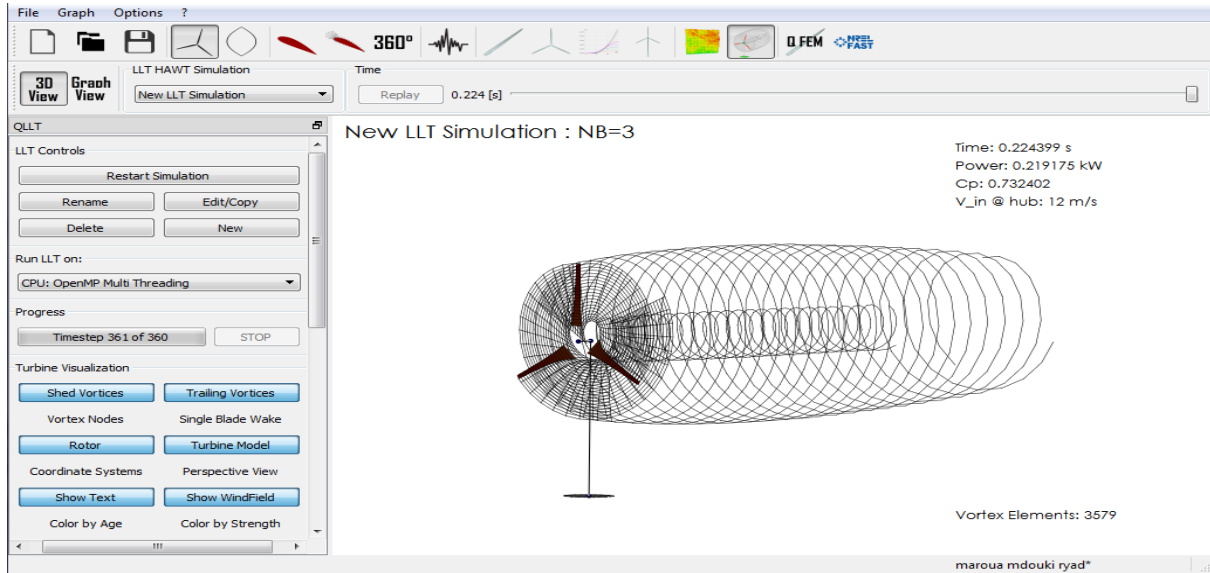 File Graph Options ?
360°
Q FEM
NREL
FAST
3D
View
Graph
View
LLT HAWT Simulation
New LLT Simulation
Time
Replay
0.224 [s]
QLLT
LLT Controls
Restart Simulation
Rename Edit/Copy
Delete New
Run LLT on:
CPU: OpenMP Multi Threading
Progress
Timestep 361 of 360 STOP
Turbine Visualization
Shed Vortices Trailing Vortices
Vortex Nodes Single Blade Wake
Rotor Turbine Model
Coordinate Systems Perspective View
Show Text Show WindField
Color by Age Color by Strength
New LLT Simulation : NB=3
Time: 0.224399 s
Power: 0.219175 kW
Cp: 0.732402
V_in @ hub: 12 m/s
Vortex Elements: 3579
maroua mdouki ryad*